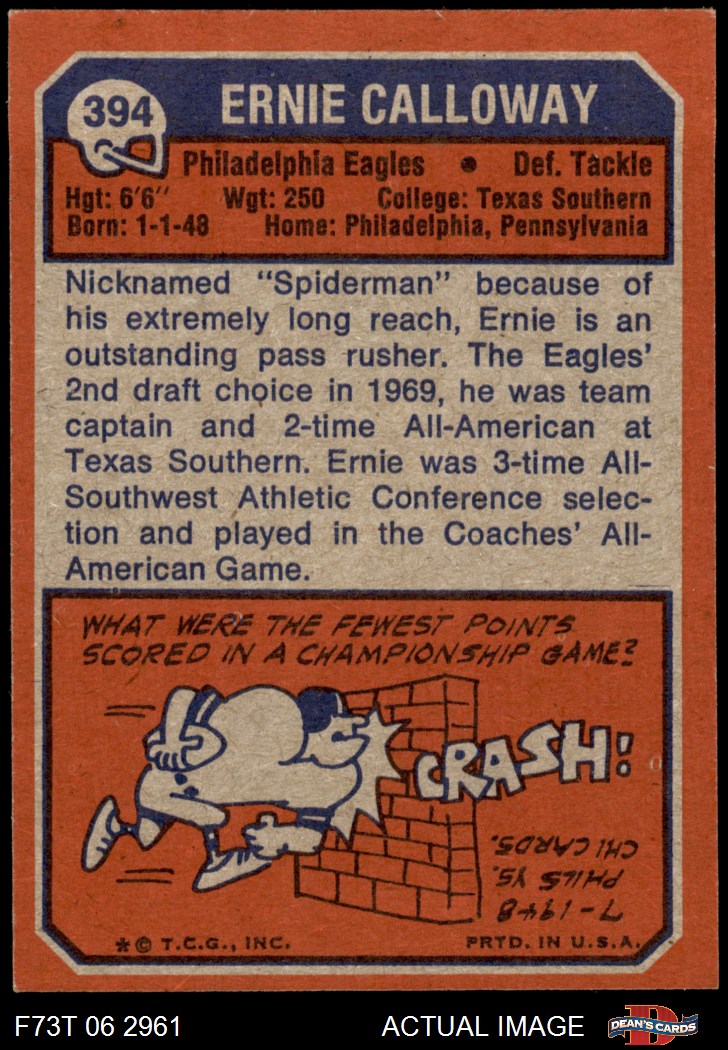 394
ERNIE CALLOWAY
Philadelphia Eagles • Def. Tackle
Hgt: 6'6" Wgt: 250 College: Texas Southern
Born: 1-1-48 Home: Philadelphia, Pennsylvania
Nicknamed "Spiderman" because of
his extremely long reach, Ernie is an
outstanding pass rusher. The Eagles'
2nd draft choice in 1969, he was team
captain and 2-time All-American at
Texas Southern. Ernie was 3-time All-
Southwest Athletic Conference selec-
tion and played in the Coaches' All-
American Game.
WHAT WERE THE FEWEST POINTS
SCORED IN A CHAMPIONSHIP GAME?
CRASH!
7-1948
PHILS VS.
CHI CARDS.
* © T.C.G., INC. PRTD. IN U.S.A.
F73T 06 2961 ACTUAL IMAGE
D
DEAN'S CARDS